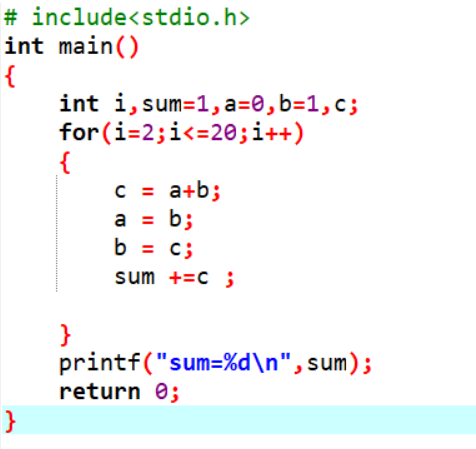 # include<stdio.h>
int main()
{
    int i,sum=1,a=0,b=1,c;
    for(i=2;i<=20;i++)
    {
        c = a+b;
        a = b;
        b = c;
        sum +=c ;

    }
    printf("sum=%d\n",sum);
    return 0;
}